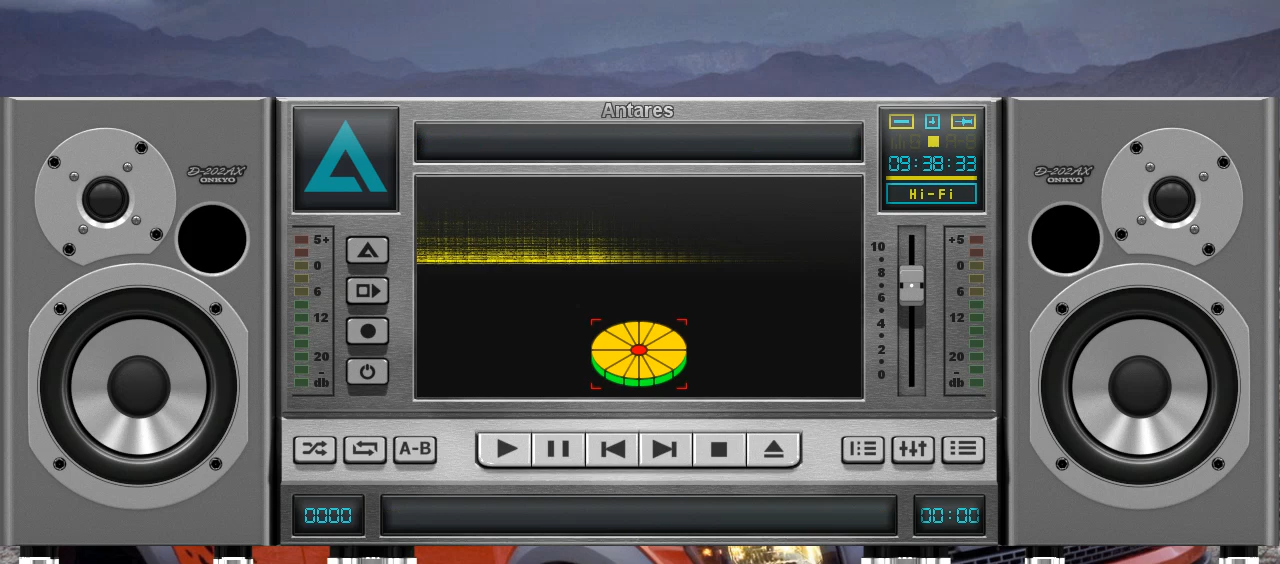 Antares
D-202AX
ONKYO
D-202AX
ONKYO
A-B
09:38:33
Hi-Fi
5+
0
6
12
20
-
db
10
8
6
4
2
0
+5
0
6
12
20
-
db
A-B
0000
00:00